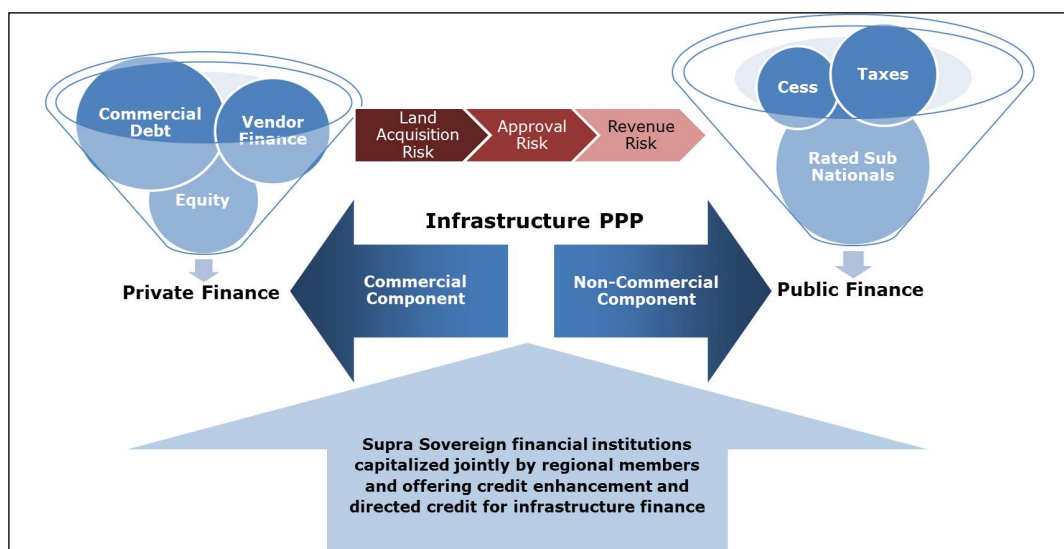 Commercial
Debt
Vendor
Finance
Equity
Private Finance
Land
Acquisition
Risk
Approval
Risk
Revenue
Risk
Cess
Taxes
Rated Sub
Nationals
Public Finance
Infrastructure PPP
Commercial
Component
Non-Commercial
Component
Supra Sovereign financial institutions
capitalized jointly by regional members
and offering credit enhancement and
directed credit for infrastructure finance